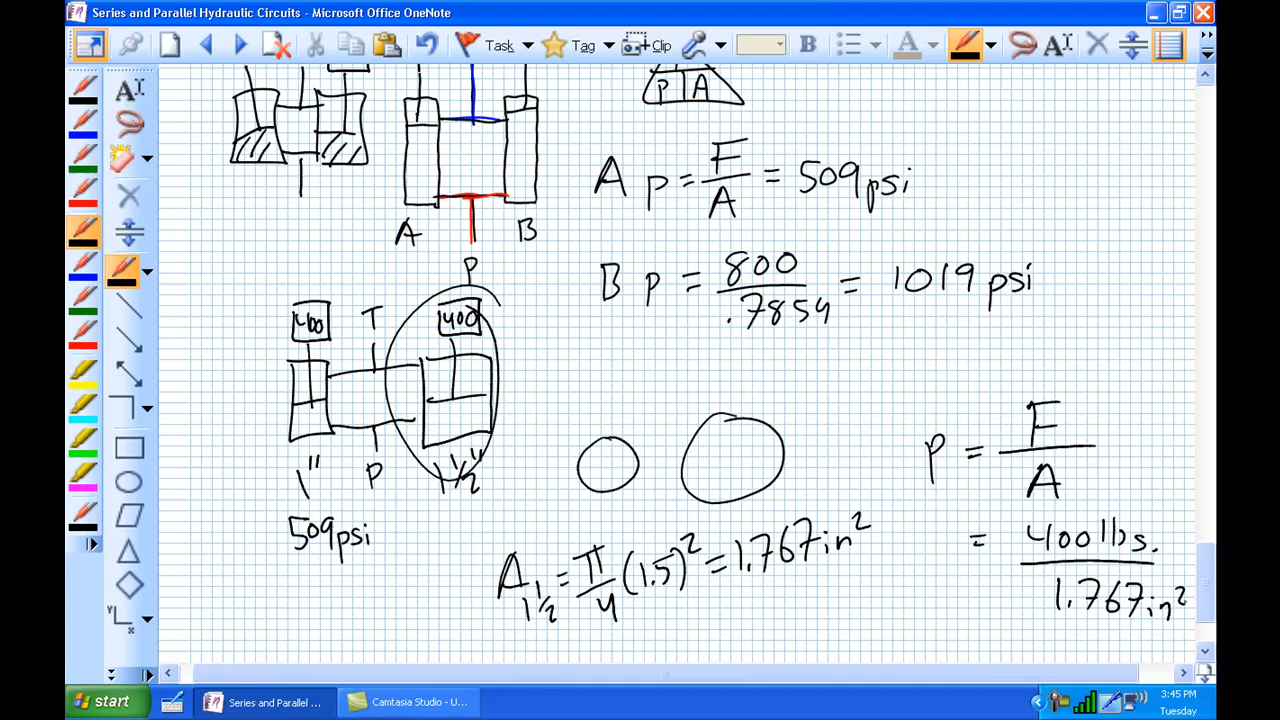 Series and Parallel Hydraulic Circuits - Microsoft Office OneNote
Task Tag Clip B A
P A
A p = F/A = 509 psi
A B
B p = 800/.7854 = 1019 psi
P
400 T 400
1" P 1 1/2"
509 psi
p = F/A
= 400 lbs./1.767 in²
A 1 1/2 = π/4 (1.5)² = 1.767 in²
start Series and Parallel ... Camtasia Studio - U... 3:45 PM
Tuesday